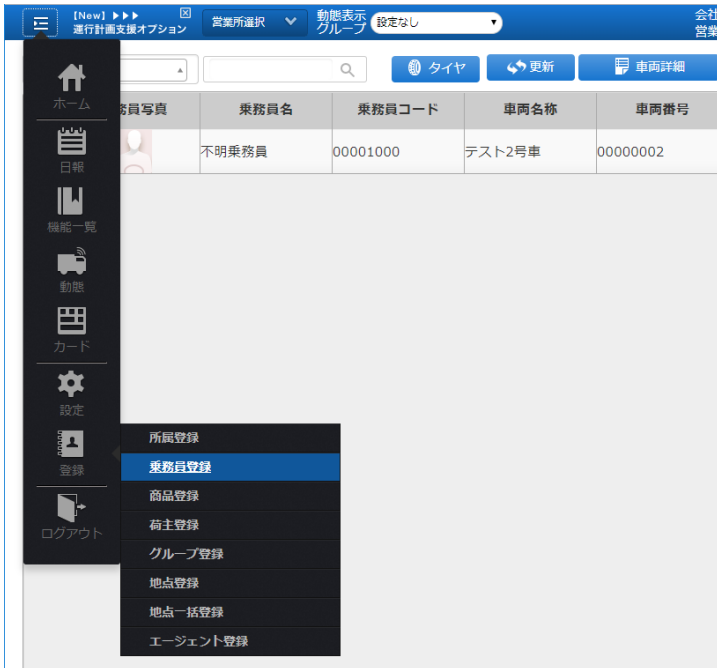 【New】▶▶▶
運行計画支援オプション
営業所選択
動態表示
グループ
設定なし
会社
営業
タイヤ
更新
車両詳細
務員写真
乗務員名
乗務員コード
車両名称
車両番号
不明乗務員
00001000
テスト2号車
00000002
ホーム
日報
機能一覧
動態
カード
設定
登録
ログアウト
所属登録
乗務員登録
商品登録
荷主登録
グループ登録
地点登録
地点一括登録
エージェント登録